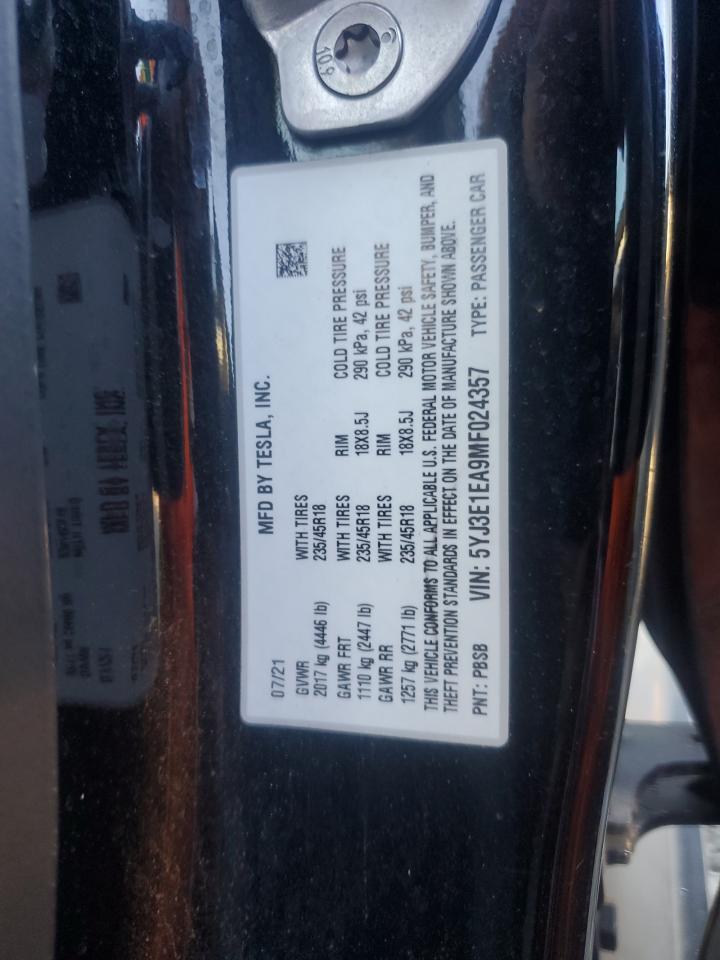 10.9
MFD BY TESLA, INC.
07/21
GVWR WITH TIRES
2017 kg (4446 lb) 235/45R18
GAWR FRT WITH TIRES RIM COLD TIRE PRESSURE
1110 kg (2447 lb) 235/45R18 18X8.5J 290 kPa, 42 psi
GAWR RR WITH TIRES RIM COLD TIRE PRESSURE
1257 kg (2771 lb) 235/45R18 18X8.5J 290 kPa, 42 psi
THIS VEHICLE CONFORMS TO ALL APPLICABLE U.S. FEDERAL MOTOR VEHICLE SAFETY, BUMPER, AND
THEFT PREVENTION STANDARDS IN EFFECT ON THE DATE OF MANUFACTURE SHOWN ABOVE.
PNT: PBSB VIN: 5YJ3E1EA9MF024357 TYPE: PASSENGER CAR